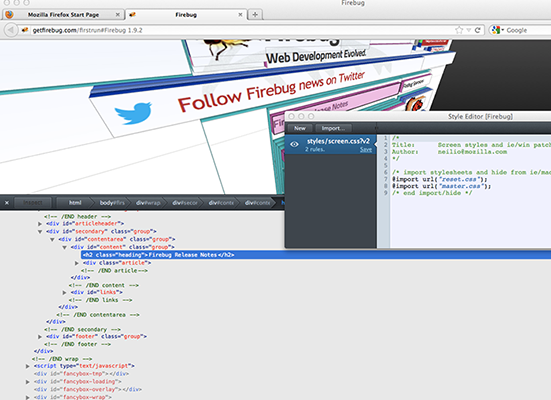 Firebug
Mozilla Firefox Start Page
Firebug
getfirebug.com/firstrun#Firebug 1.9.2
Google
Web Development Evolved.
Follow Firebug news on Twitter
Style Editor [Firebug]
New
Import...
styles/screen.css?v2
2 rules.
Save
1 /*
2 Title: Screen styles and ie/win patch
3 Author: neilio@mozilla.com
4 */
5
6 /* import stylesheets and hide from ie/mac
7 #import url("reset.css");
8 #import url("master.css");
9 /* end import/hide */
Inspect
html
body#firs
div#wrap
div#seco
div#conte
div#conte
<!-- /END header -->
<div id="articleheader">
<div id="secondary" class="group">
<div id="contentarea" class="group">
<div id="content" class="group">
<h2 class="heading">Firebug Release Notes</h2>
<div class="article">
<!-- /END article-->
</div>
<!-- /END content -->
<div id="links">
<!-- /END links -->
</div>
<!-- /END contentarea -->
</div>
<!-- /END secondary -->
<div id="footer" class="group">
<!-- /END footer -->
</div>
<!-- /END wrap -->
<script type="text/javascript">
<div id="fancybox-tmp"></div>
<div id="fancybox-loading">
<div id="fancybox-overlay"></div>
<div id="fancybox-wrap">